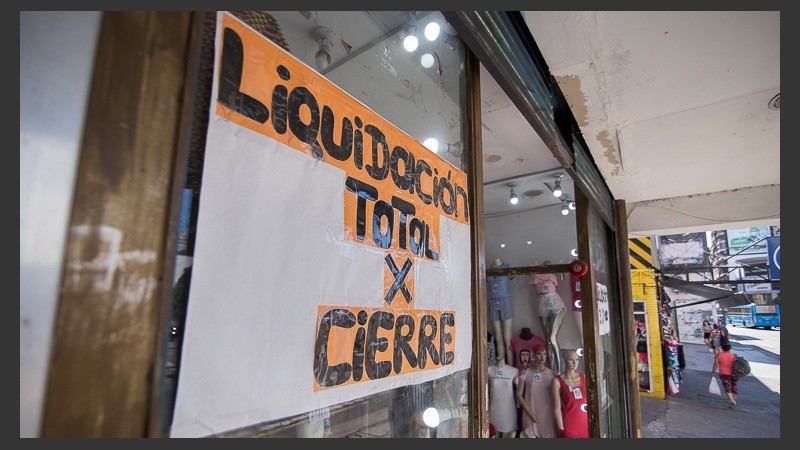 Liquidación
Total
X
Cierre